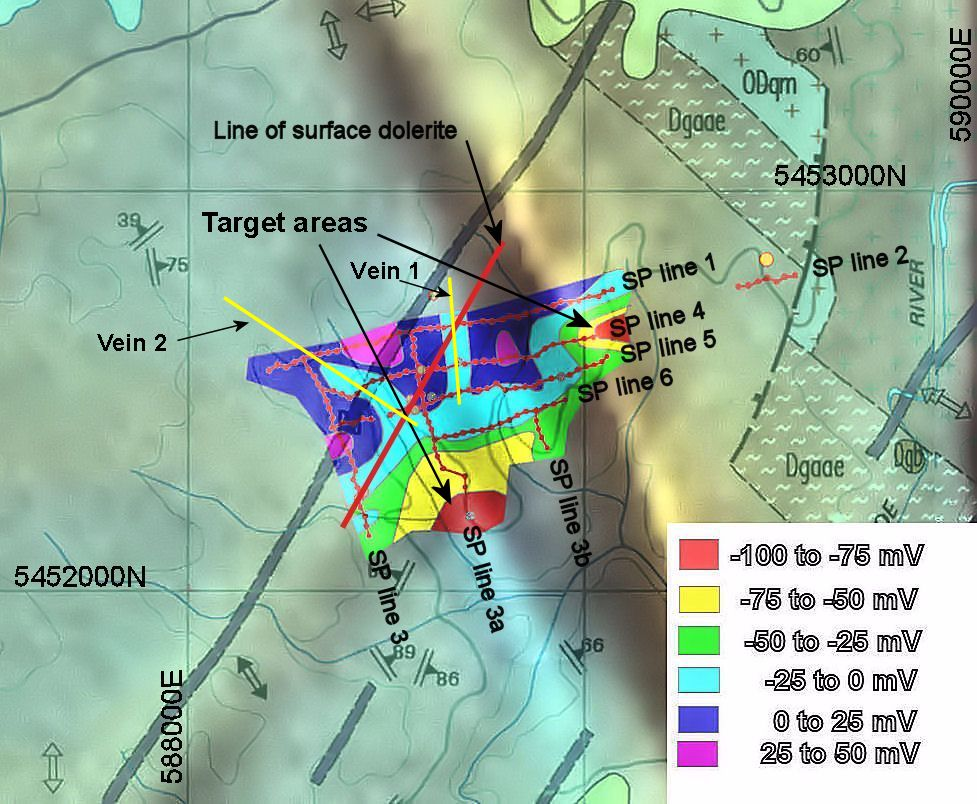 60
ODqm
Dgaae
590000E
Line of surface dolerite
5453000N
39
75
Target areas
Vein 1
SP line 1
SP line 2
RIVER
Vein 2
SP line 4
SP line 5
SP line 6
Dgaae
Dgb
SP line 3b
SP line 3a
SP line 3
5452000N
89
86
66
588000E
-100 to -75 mV
-75 to -50 mV
-50 to -25 mV
-25 to 0 mV
0 to 25 mV
25 to 50 mV